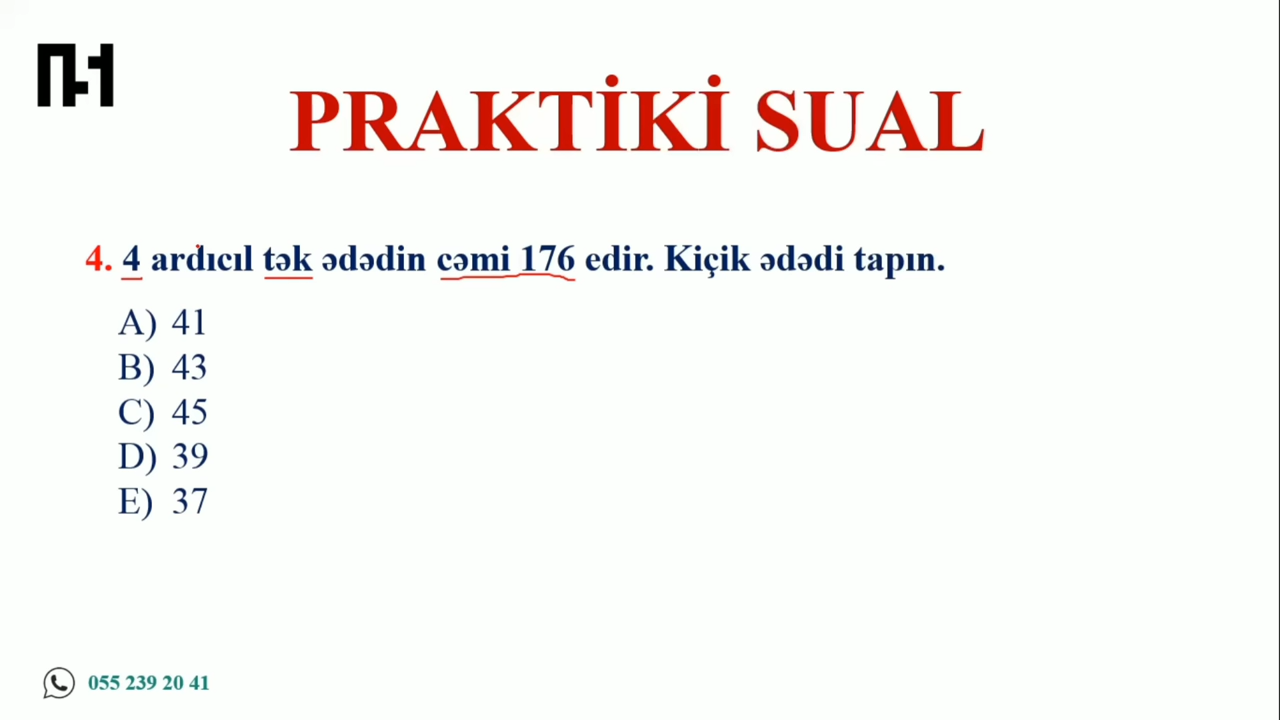 PRAKTİKİ SUAL
4. 4 ardıcıl tək ədədin cəmi 176 edir. Kiçik ədədi tapın.
A) 41
B) 43
C) 45
D) 39
E) 37
055 239 20 41